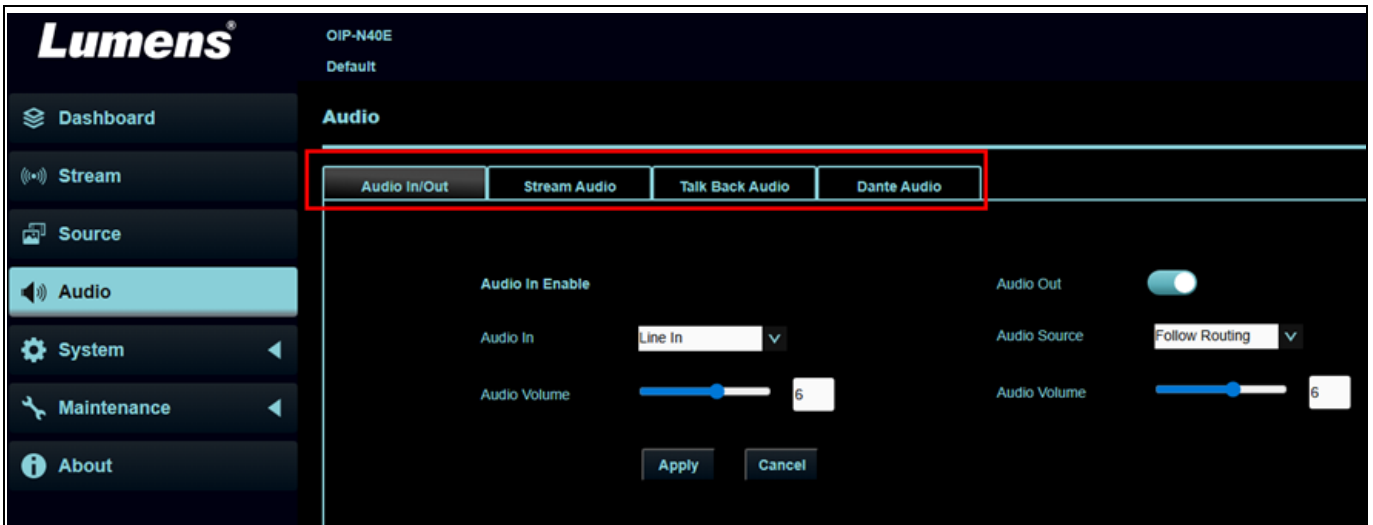 Lumens®
OIP-N40E
Default
Dashboard
Stream
Source
Audio
System
Maintenance
About
Audio
Audio In/Out Stream Audio Talk Back Audio Dante Audio
Audio In Enable Audio Out
Audio In Line In Audio Source Follow Routing
Audio Volume 6 Audio Volume 6
Apply Cancel